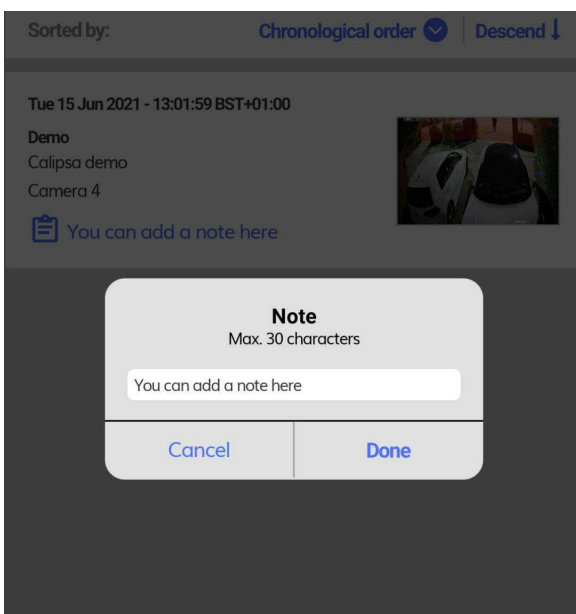 Sorted by: Chronological order Descend ↓
Tue 15 Jun 2021 - 13:01:59 BST+01:00
Demo
Calipsa demo
Camera 4
You can add a note here
Note
Max. 30 characters
You can add a note here
Cancel Done